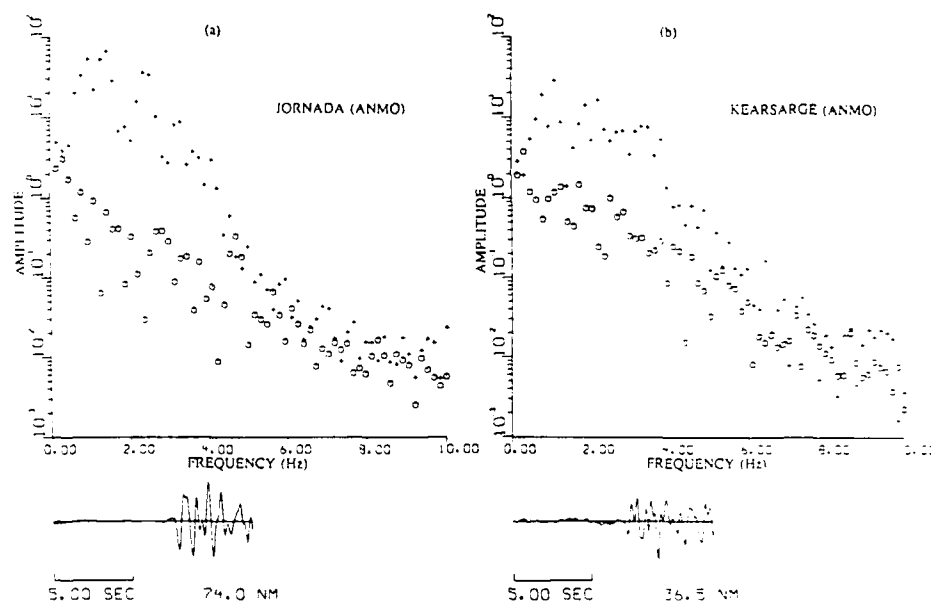 (a)
JORNADA (ANMO)
AMPLITUDE
0.00 2.00 4.00 6.00 8.00 10.00
FREQUENCY (Hz)
5.00 SEC 74.0 NM
(b)
KEARSARGE (ANMO)
AMPLITUDE
0.00 2.00
FREQUENCY (Hz)
5.00 SEC 36.5 NM